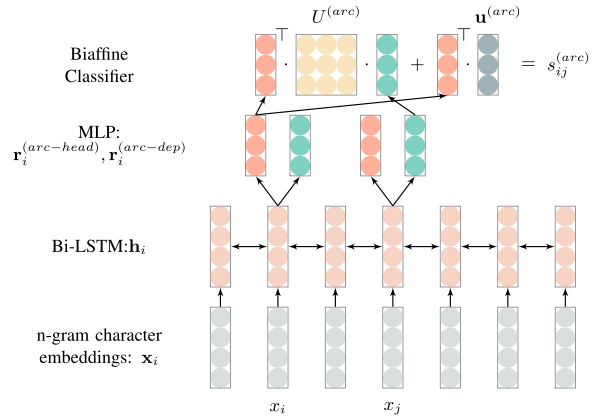 U^(arc) ⊤ u^(arc)
Biaffine
Classifier
⊤ · · + · = s_ij^(arc)
MLP:
r_i^(arc−head), r_i^(arc−dep)
Bi-LSTM:h_i
n-gram character
embeddings: x_i
x_i x_j